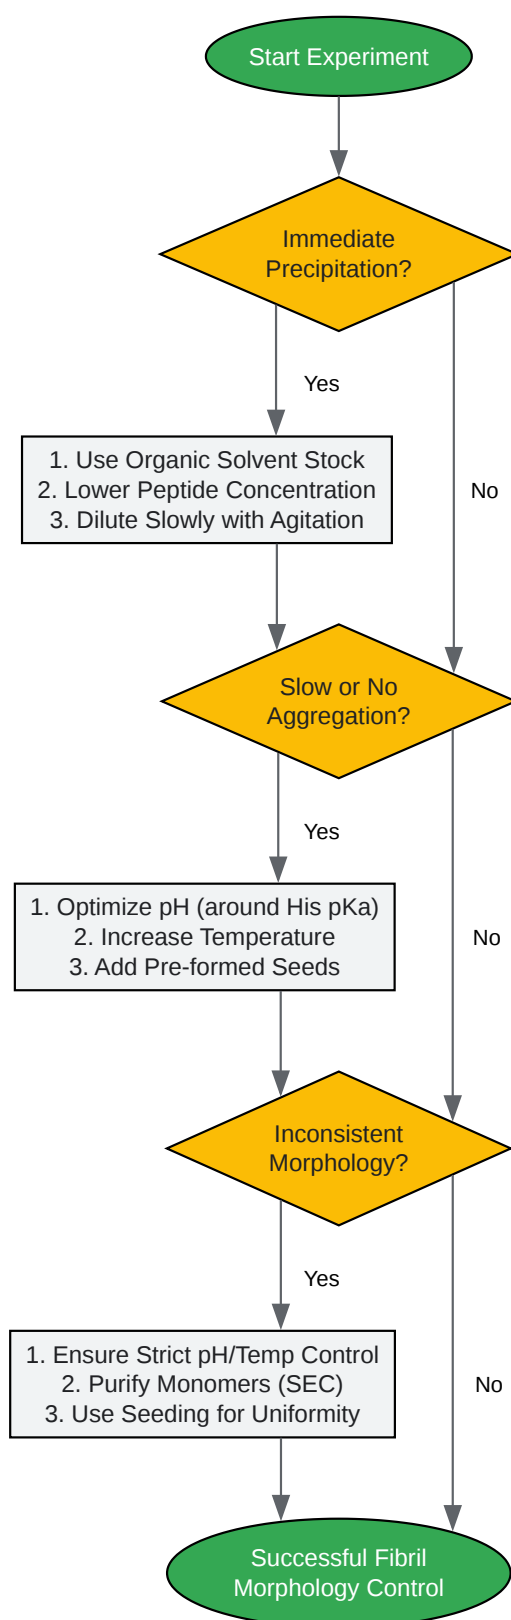 Start Experiment
Immediate
Precipitation?
Yes
1. Use Organic Solvent Stock
2. Lower Peptide Concentration
3. Dilute Slowly with Agitation
No
Slow or No
Aggregation?
Yes
1. Optimize pH (around His pKa)
2. Increase Temperature
3. Add Pre-formed Seeds
No
Inconsistent
Morphology?
Yes
1. Ensure Strict pH/Temp Control
2. Purify Monomers (SEC)
3. Use Seeding for Uniformity
No
Successful Fibril
Morphology Control